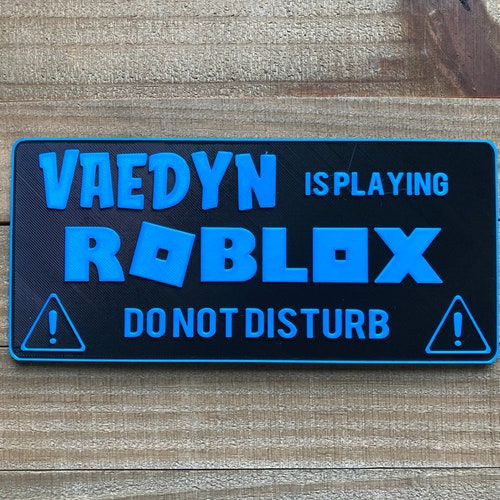 VAEDYN IS PLAYING
ROBLOX
DO NOT DISTURB